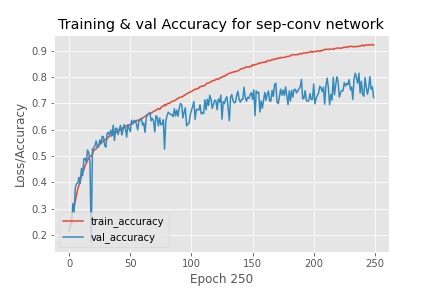 Training & val Accuracy for sep-conv network
Loss/Accuracy
0.9
0.8
0.7
0.6
0.5
0.4
0.3
0.2
train_accuracy
val_accuracy
0 50 100 150 200 250
Epoch 250